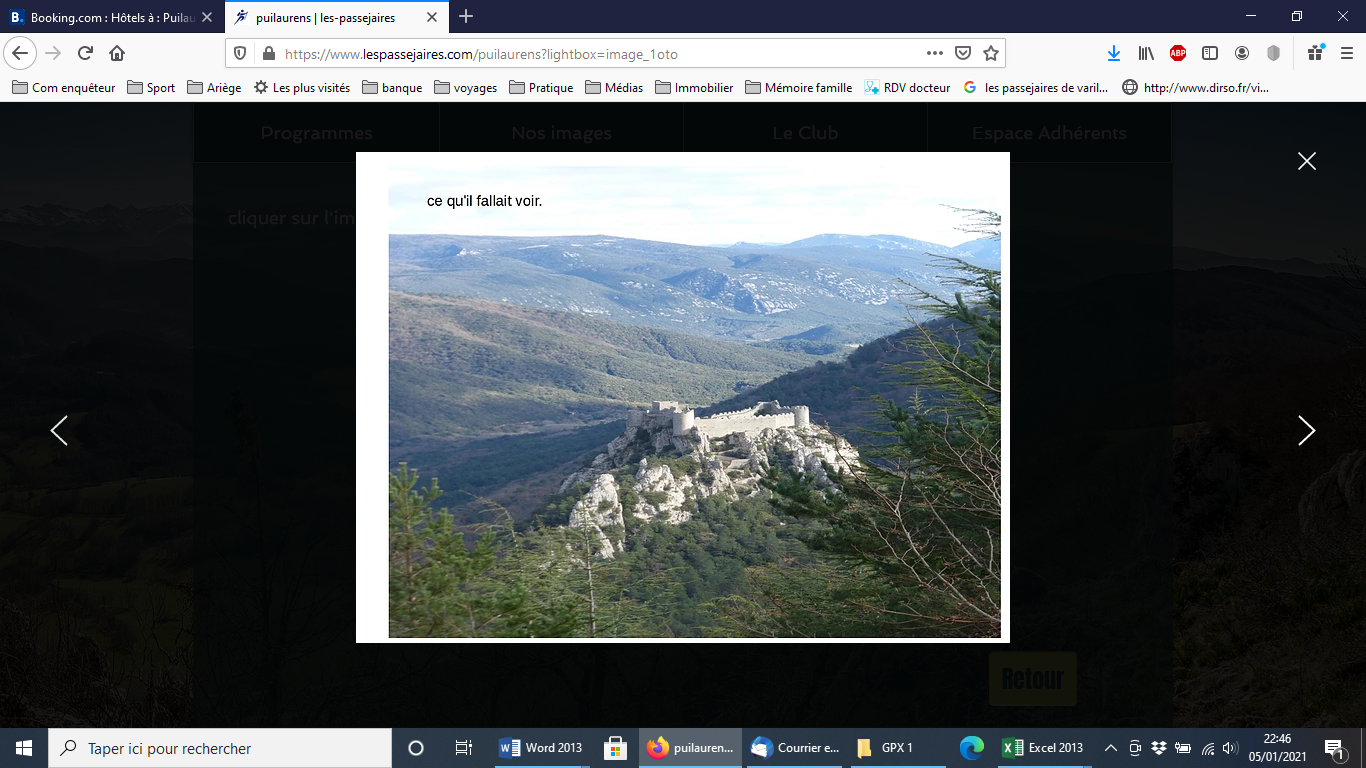 Booking.com : Hôtels à : Puilau
puilaurens | les-passejaires
https://www.lespassejaires.com/puilaurens?lightbox=image_1oto
ABP
Com enquêteur
Sport
Ariège
Les plus visités
banque
voyages
Pratique
Médias
Immobilier
Mémoire famille
RDV docteur
les passejaires de varil...
http://www.dirso.fr/vi...
Programmes
Nos images
Le Club
Espace Adhérents
cliquer sur l'im
ce qu'il fallait voir.
Retour
Taper ici pour rechercher
Word 2013
puilauren...
Courrier e...
GPX 1
Excel 2013
22:46
05/01/2021
1